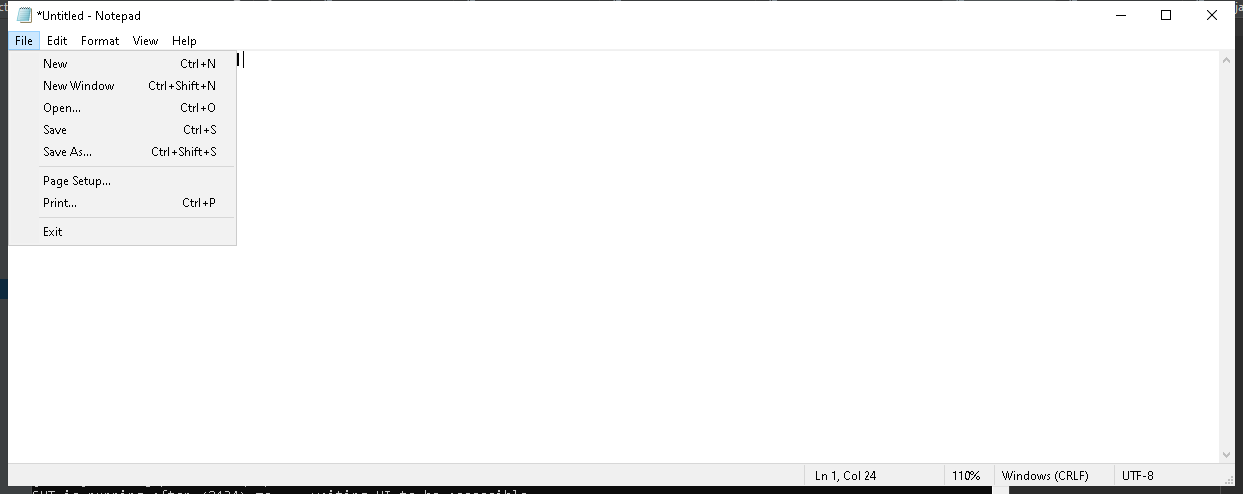 *Untitled - Notepad
File Edit Format View Help
New Ctrl+N
New Window Ctrl+Shift+N
Open... Ctrl+O
Save Ctrl+S
Save As... Ctrl+Shift+S
Page Setup...
Print... Ctrl+P
Exit
Ln 1, Col 24 110% Windows (CRLF) UTF-8